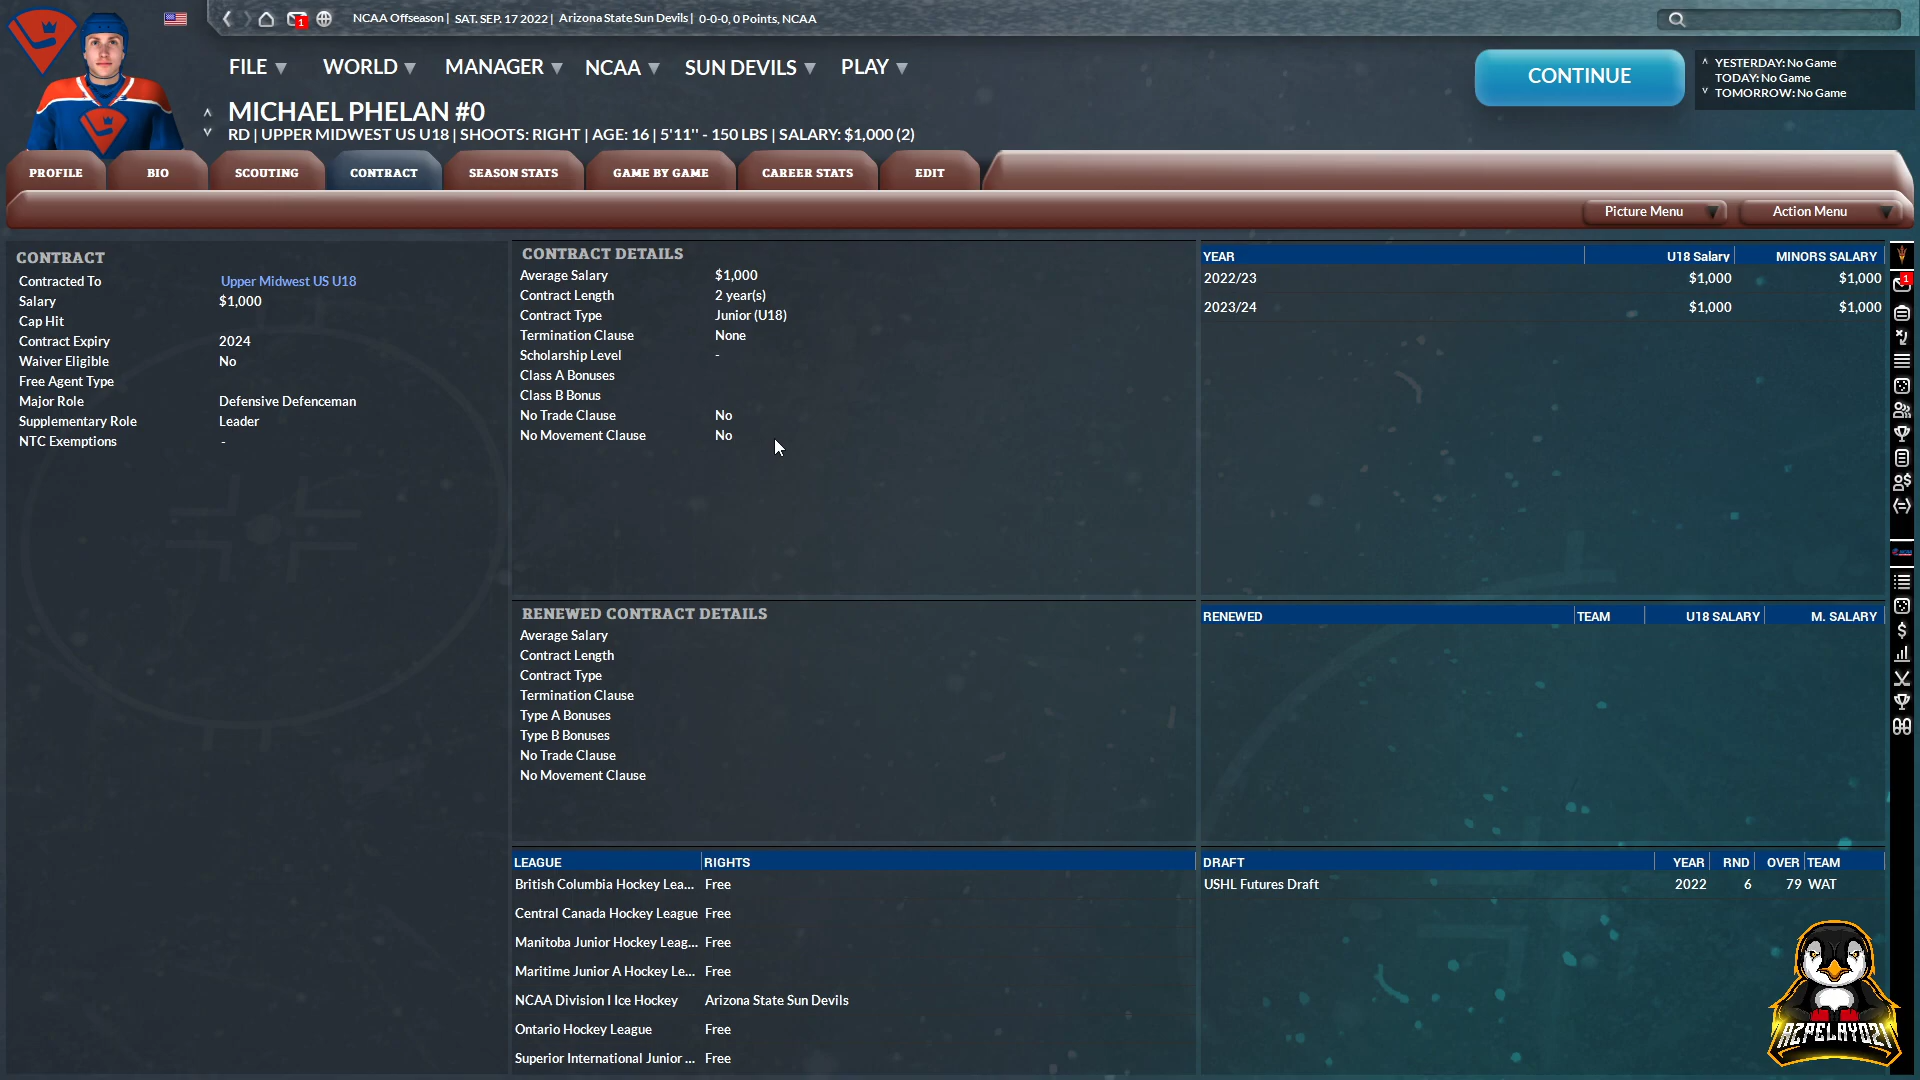 1
NCAA Offseason | SAT. SEP. 17 2022 | Arizona State Sun Devils | 0-0-0, 0 Points, NCAA
FILE WORLD MANAGER NCAA SUN DEVILS PLAY
CONTINUE
YESTERDAY: No Game
TODAY: No Game
TOMORROW: No Game
MICHAEL PHELAN #0
RD | UPPER MIDWEST US U18 | SHOOTS: RIGHT | AGE: 16 | 5'11'' - 150 LBS | SALARY: $1,000 (2)
PROFILE BIO SCOUTING CONTRACT SEASON STATS GAME BY GAME CAREER STATS EDIT
Picture Menu Action Menu
CONTRACT
Contracted To Upper Midwest US U18
Salary $1,000
Cap Hit
Contract Expiry 2024
Waiver Eligible No
Free Agent Type
Major Role Defensive Defenceman
Supplementary Role Leader
NTC Exemptions -
CONTRACT DETAILS
Average Salary $1,000
Contract Length 2 year(s)
Contract Type Junior (U18)
Termination Clause None
Scholarship Level -
Class A Bonuses
Class B Bonus
No Trade Clause No
No Movement Clause No
YEAR U18 Salary MINORS SALARY
2022/23 $1,000 $1,000
2023/24 $1,000 $1,000
1
RENEWED CONTRACT DETAILS
Average Salary
Contract Length
Contract Type
Termination Clause
Type A Bonuses
Type B Bonuses
No Trade Clause
No Movement Clause
RENEWED TEAM U18 SALARY M. SALARY
LEAGUE RIGHTS
British Columbia Hockey Lea... Free
Central Canada Hockey League Free
Manitoba Junior Hockey Leag... Free
Maritime Junior A Hockey Le... Free
NCAA Division I Ice Hockey Arizona State Sun Devils
Ontario Hockey League Free
Superior International Junior ... Free
DRAFT YEAR RND OVER TEAM
USHL Futures Draft 2022 6 79 WAT
AZPELAYO21